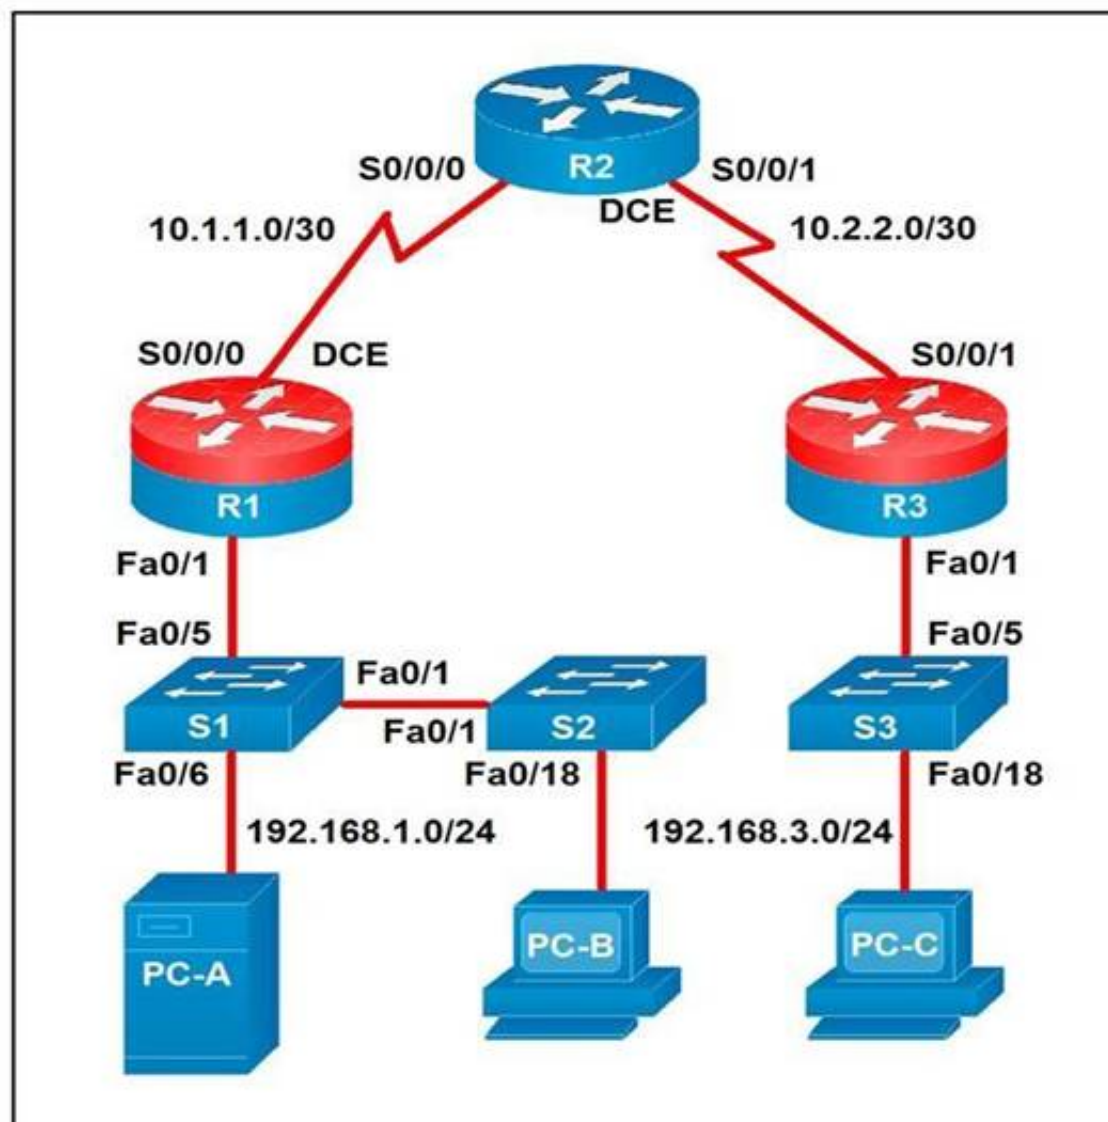 S0/0/0
R2
S0/0/1
DCE
10.1.1.0/30
10.2.2.0/30
S0/0/0
DCE
S0/0/1
R1
R3
Fa0/1
Fa0/1
Fa0/5
Fa0/5
Fa0/1
S1
Fa0/1
S2
S3
Fa0/6
Fa0/18
Fa0/18
192.168.1.0/24
192.168.3.0/24
PC-A
PC-B
PC-C